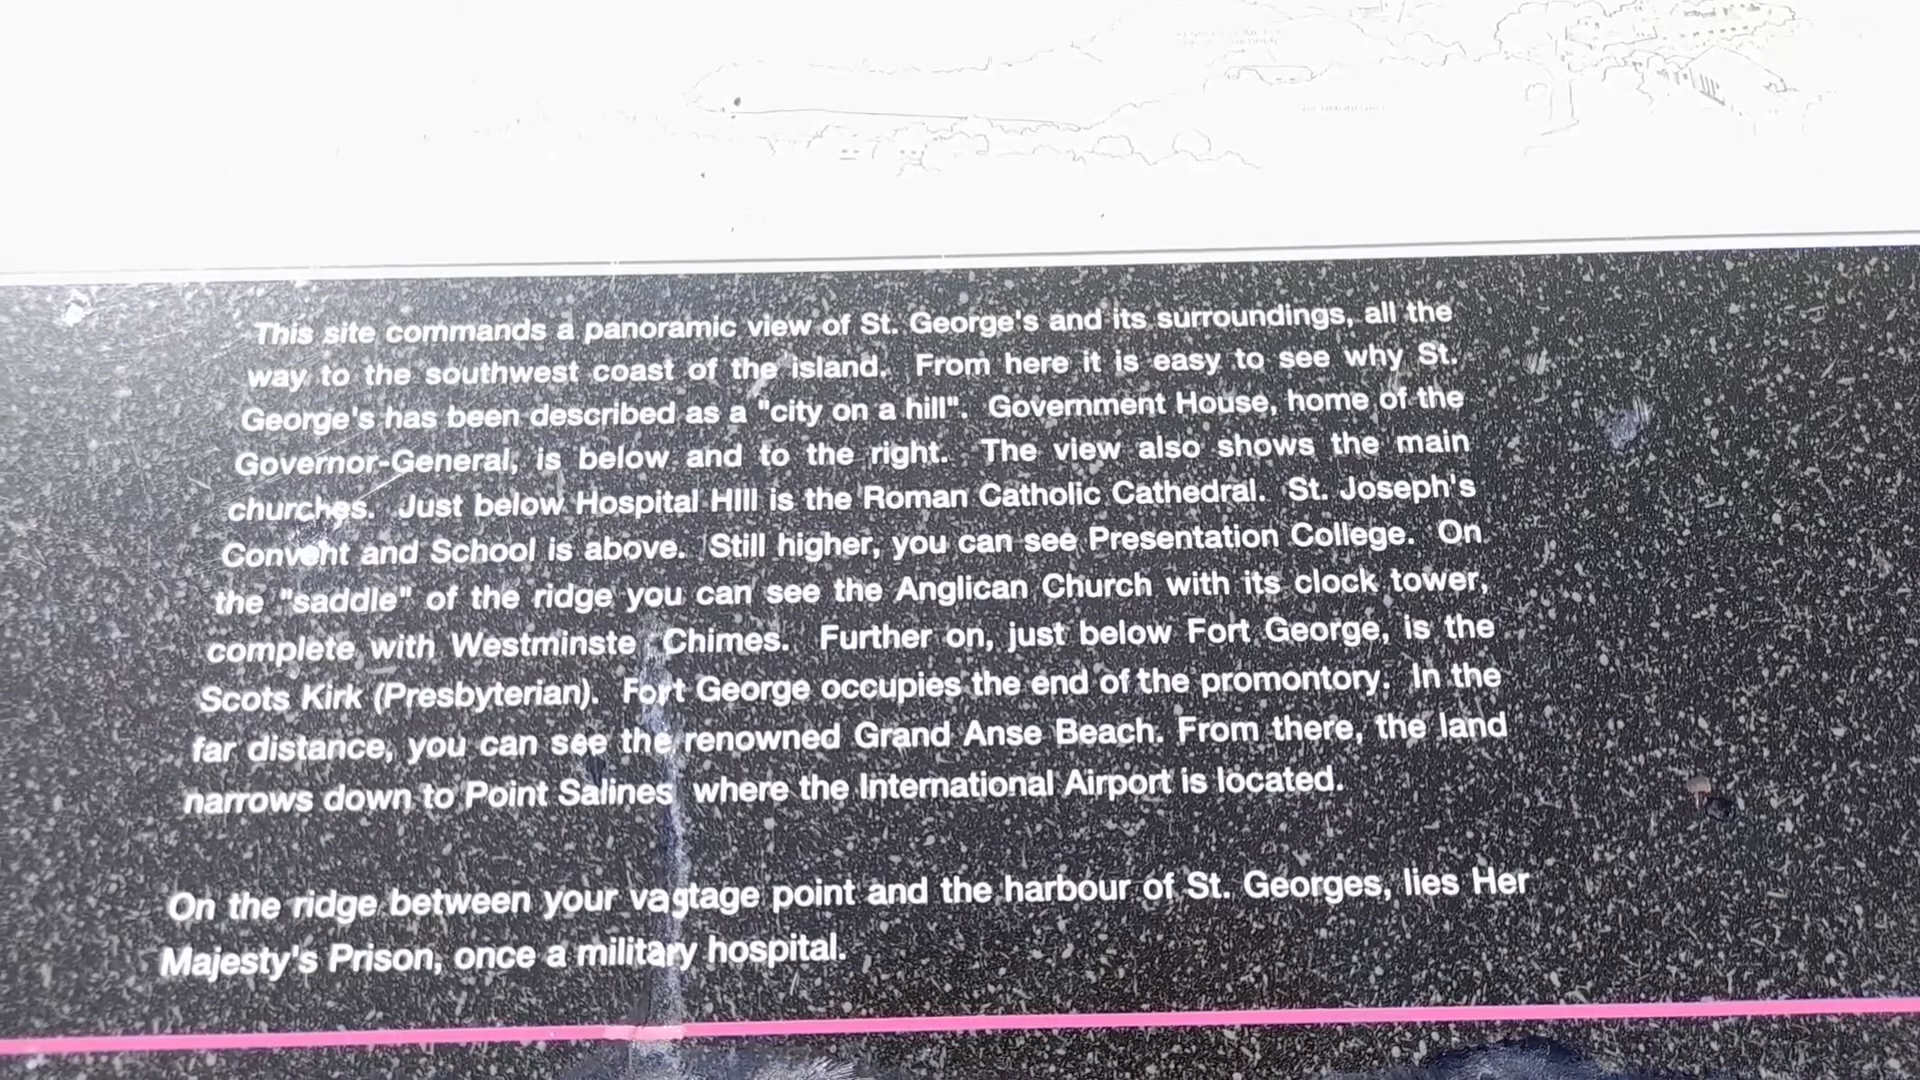 This site commands a panoramic view of St. George's and its surroundings, all the
way to the southwest coast of the island. From here it is easy to see why St.
George's has been described as a "city on a hill". Government House, home of the
Governor-General, is below and to the right. The view also shows the main
churches. Just below Hospital HIll is the Roman Catholic Cathedral. St. Joseph's
Convent and School is above. Still higher, you can see Presentation College. On
the "saddle" of the ridge you can see the Anglican Church with its clock tower,
complete with Westminste Chimes. Further on, just below Fort George, is the
Scots Kirk (Presbyterian). Fort George occupies the end of the promontory. In the
far distance, you can see the renowned Grand Anse Beach. From there, the land
narrows down to Point Salines where the International Airport is located.
On the ridge between your vantage point and the harbour of St. Georges, lies Her
Majesty's Prison, once a military hospital.